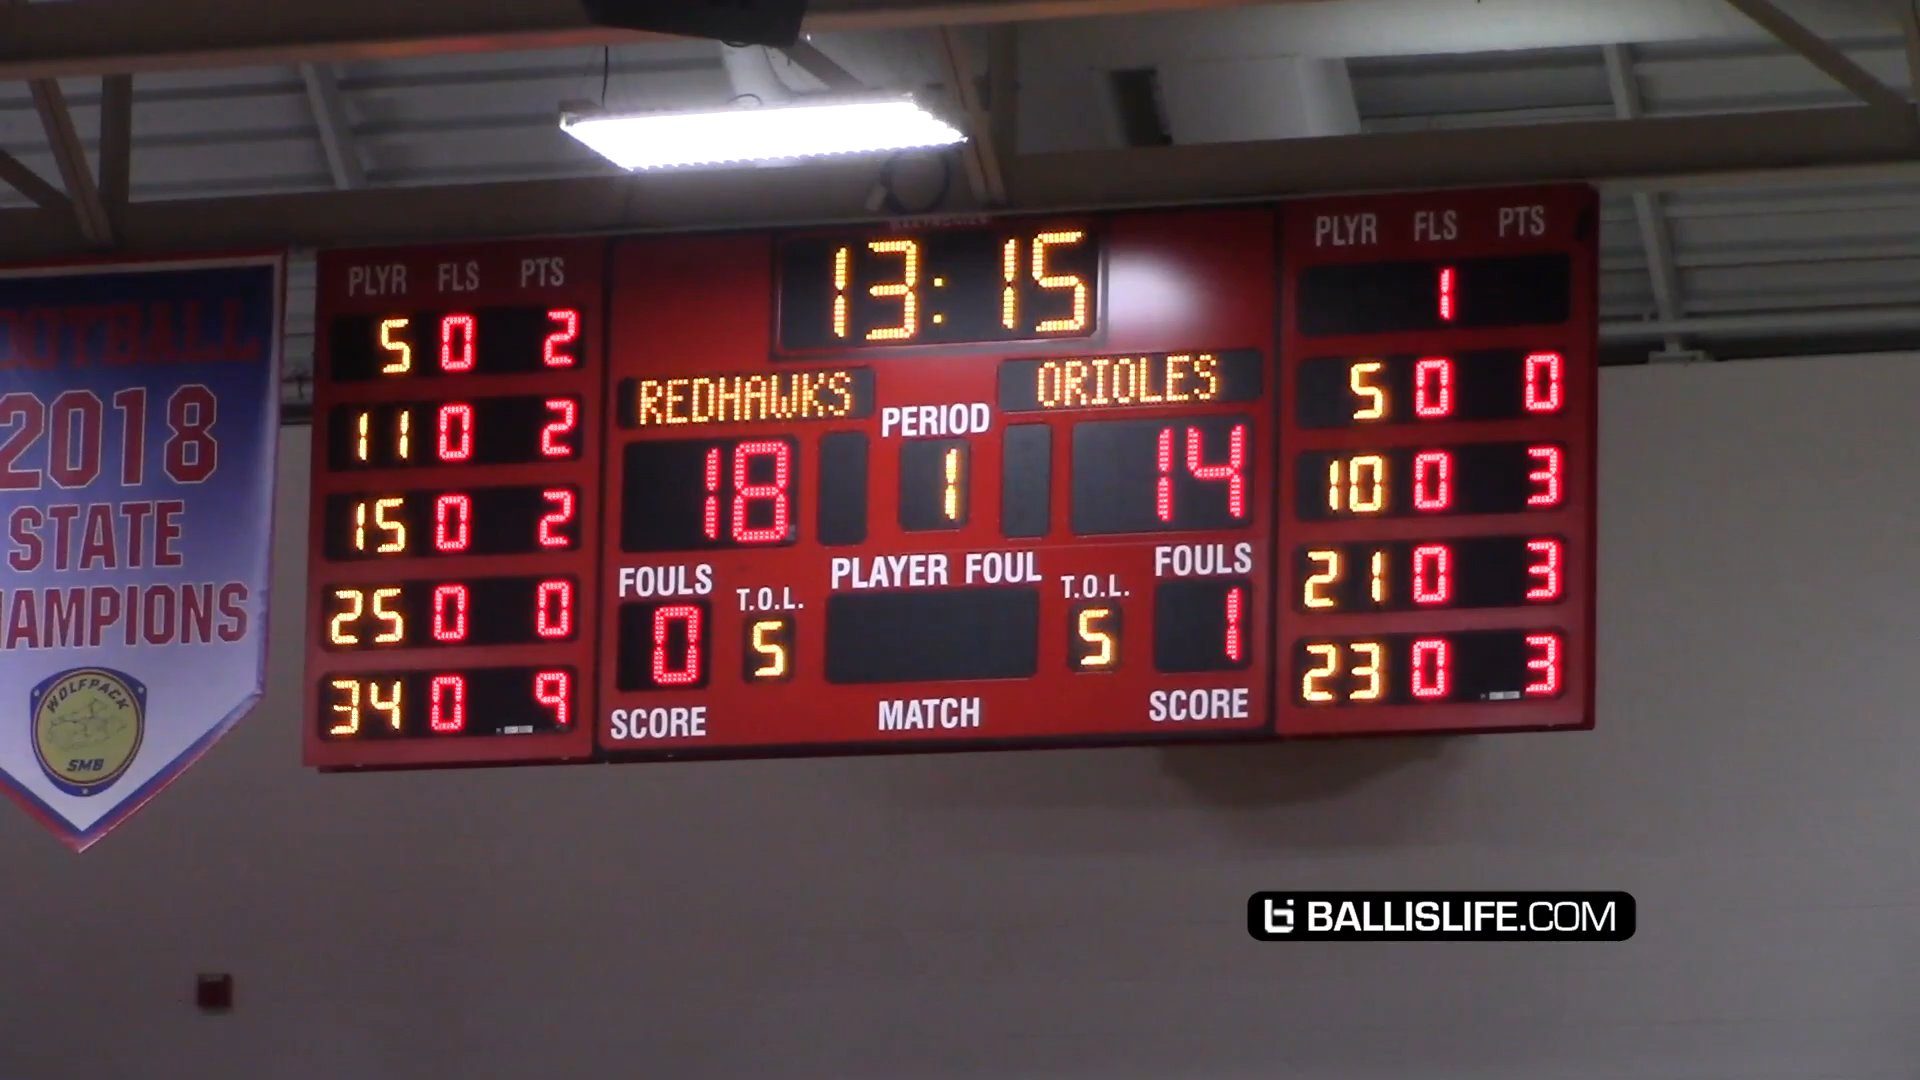 PLYR FLS PTS
5 0 2
11 0 2
15 0 2
25 0 0
34 0 9
13:15
REDHAWKS
ORIOLES
PERIOD
18
1
14
FOULS
T.O.L.
PLAYER FOUL
T.O.L.
FOULS
0
5
5
1
SCORE
MATCH
SCORE
PLYR FLS PTS
1
5 0 0
10 0 3
21 0 3
23 0 3
2018
STATE
WOLFPACK
SMB
BALLISLIFE.COM